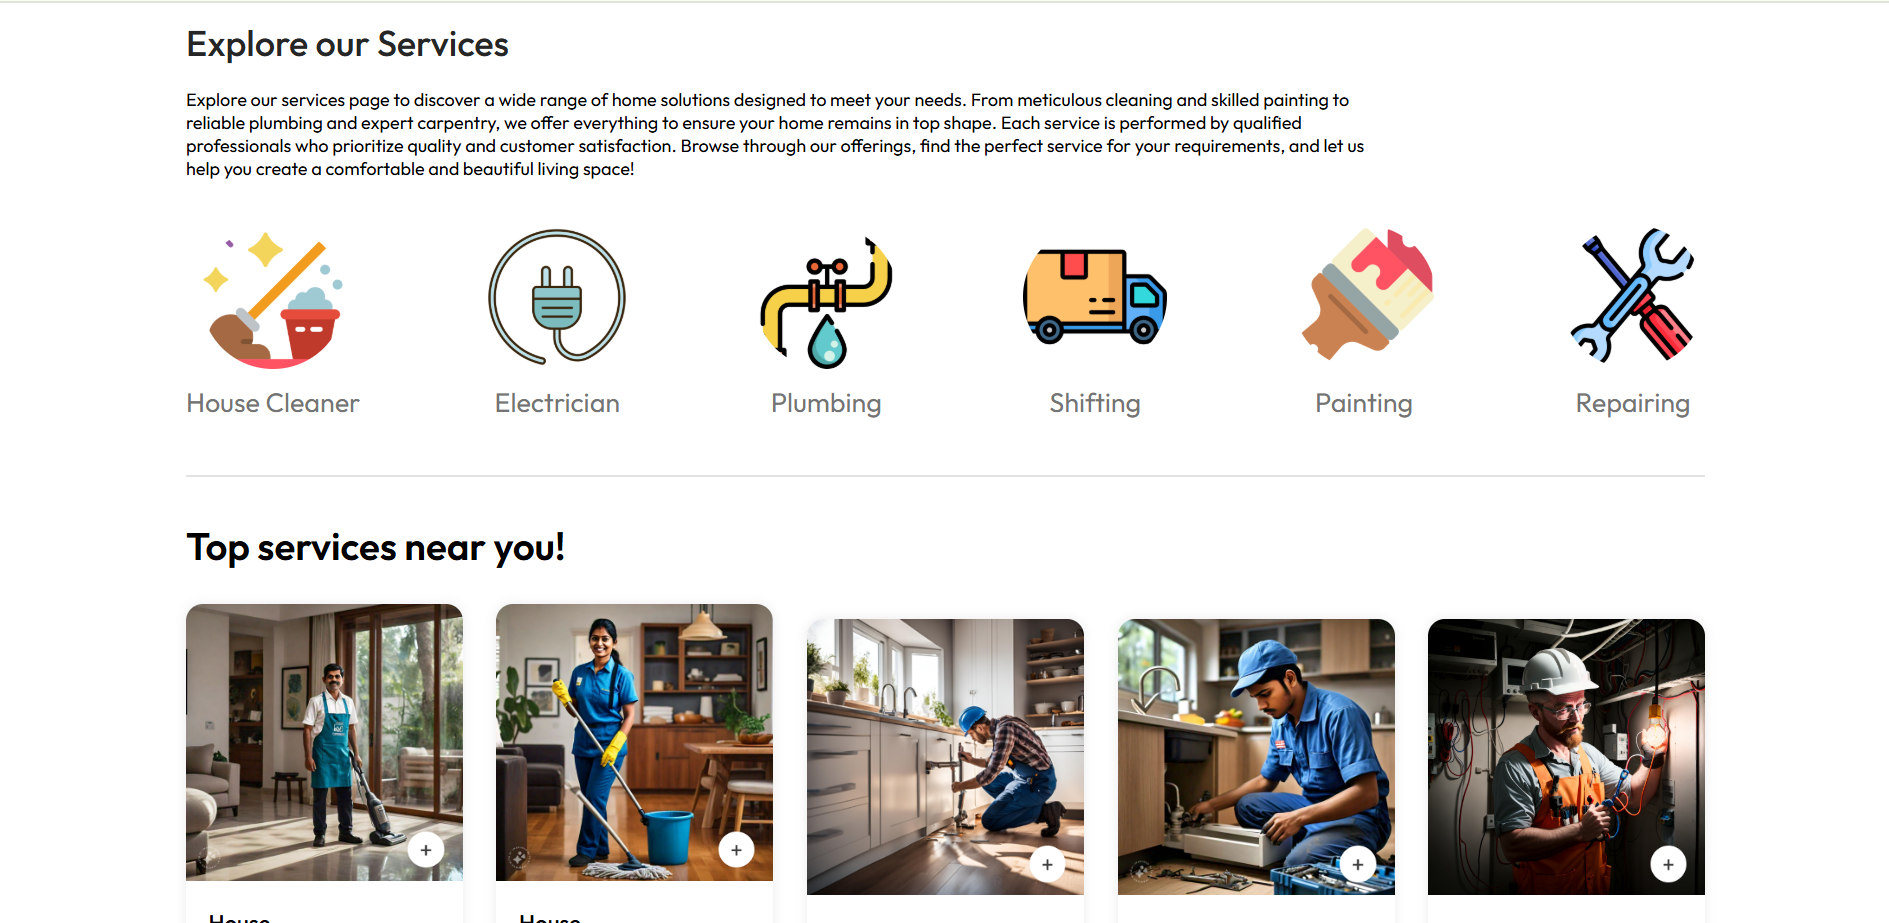 Explore our Services
Explore our services page to discover a wide range of home solutions designed to meet your needs. From meticulous cleaning and skilled painting to
reliable plumbing and expert carpentry, we offer everything to ensure your home remains in top shape. Each service is performed by qualified
professionals who prioritize quality and customer satisfaction. Browse through our offerings, find the perfect service for your requirements, and let us
help you create a comfortable and beautiful living space!
House Cleaner
Electrician
Plumbing
Shifting
Painting
Repairing
Top services near you!
+
+
+
+
+
House
House